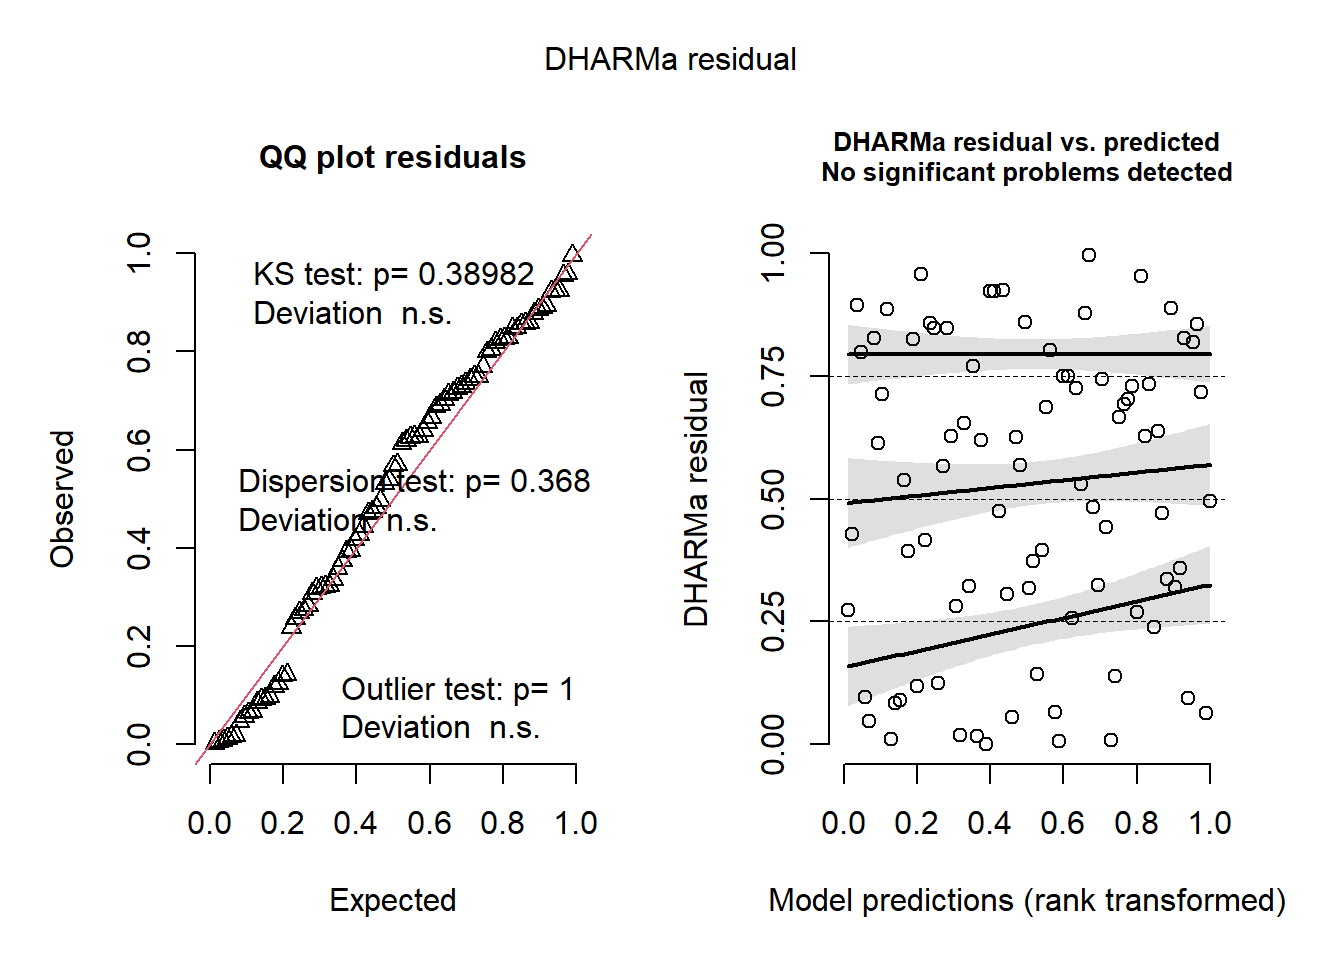 DHARMa residual
QQ plot residuals
KS test: p= 0.38982
Deviation  n.s.
Dispersion test: p= 0.368
Deviation  n.s.
Outlier test: p= 1
Deviation  n.s.
Observed
0.0 0.2 0.4 0.6 0.8 1.0
0.0 0.2 0.4 0.6 0.8 1.0
Expected
DHARMa residual vs. predicted
No significant problems detected
DHARMa residual
0.00 0.25 0.50 0.75 1.00
0.0 0.2 0.4 0.6 0.8 1.0
Model predictions (rank transformed)